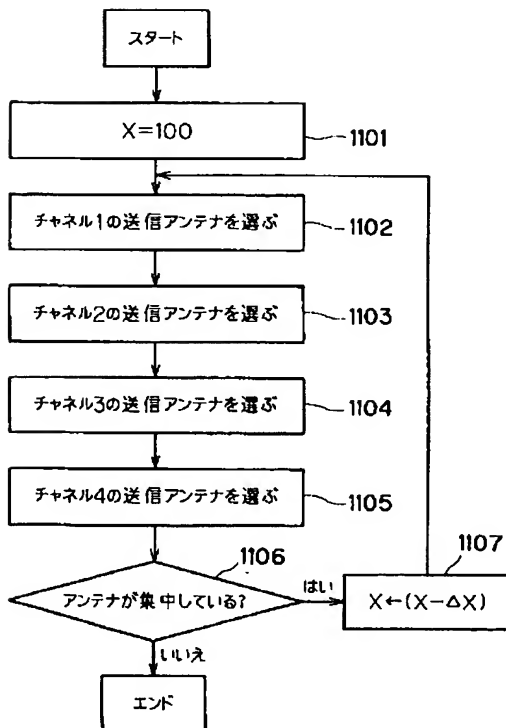 スタート
X=100
1101
チャネル1の送信アンテナを選ぶ
1102
チャネル2の送信アンテナを選ぶ
1103
チャネル3の送信アンテナを選ぶ
1104
チャネル4の送信アンテナを選ぶ
1105
1106
アンテナが集中している?
はい
1107
X←(X-ΔX)
いいえ
エンド